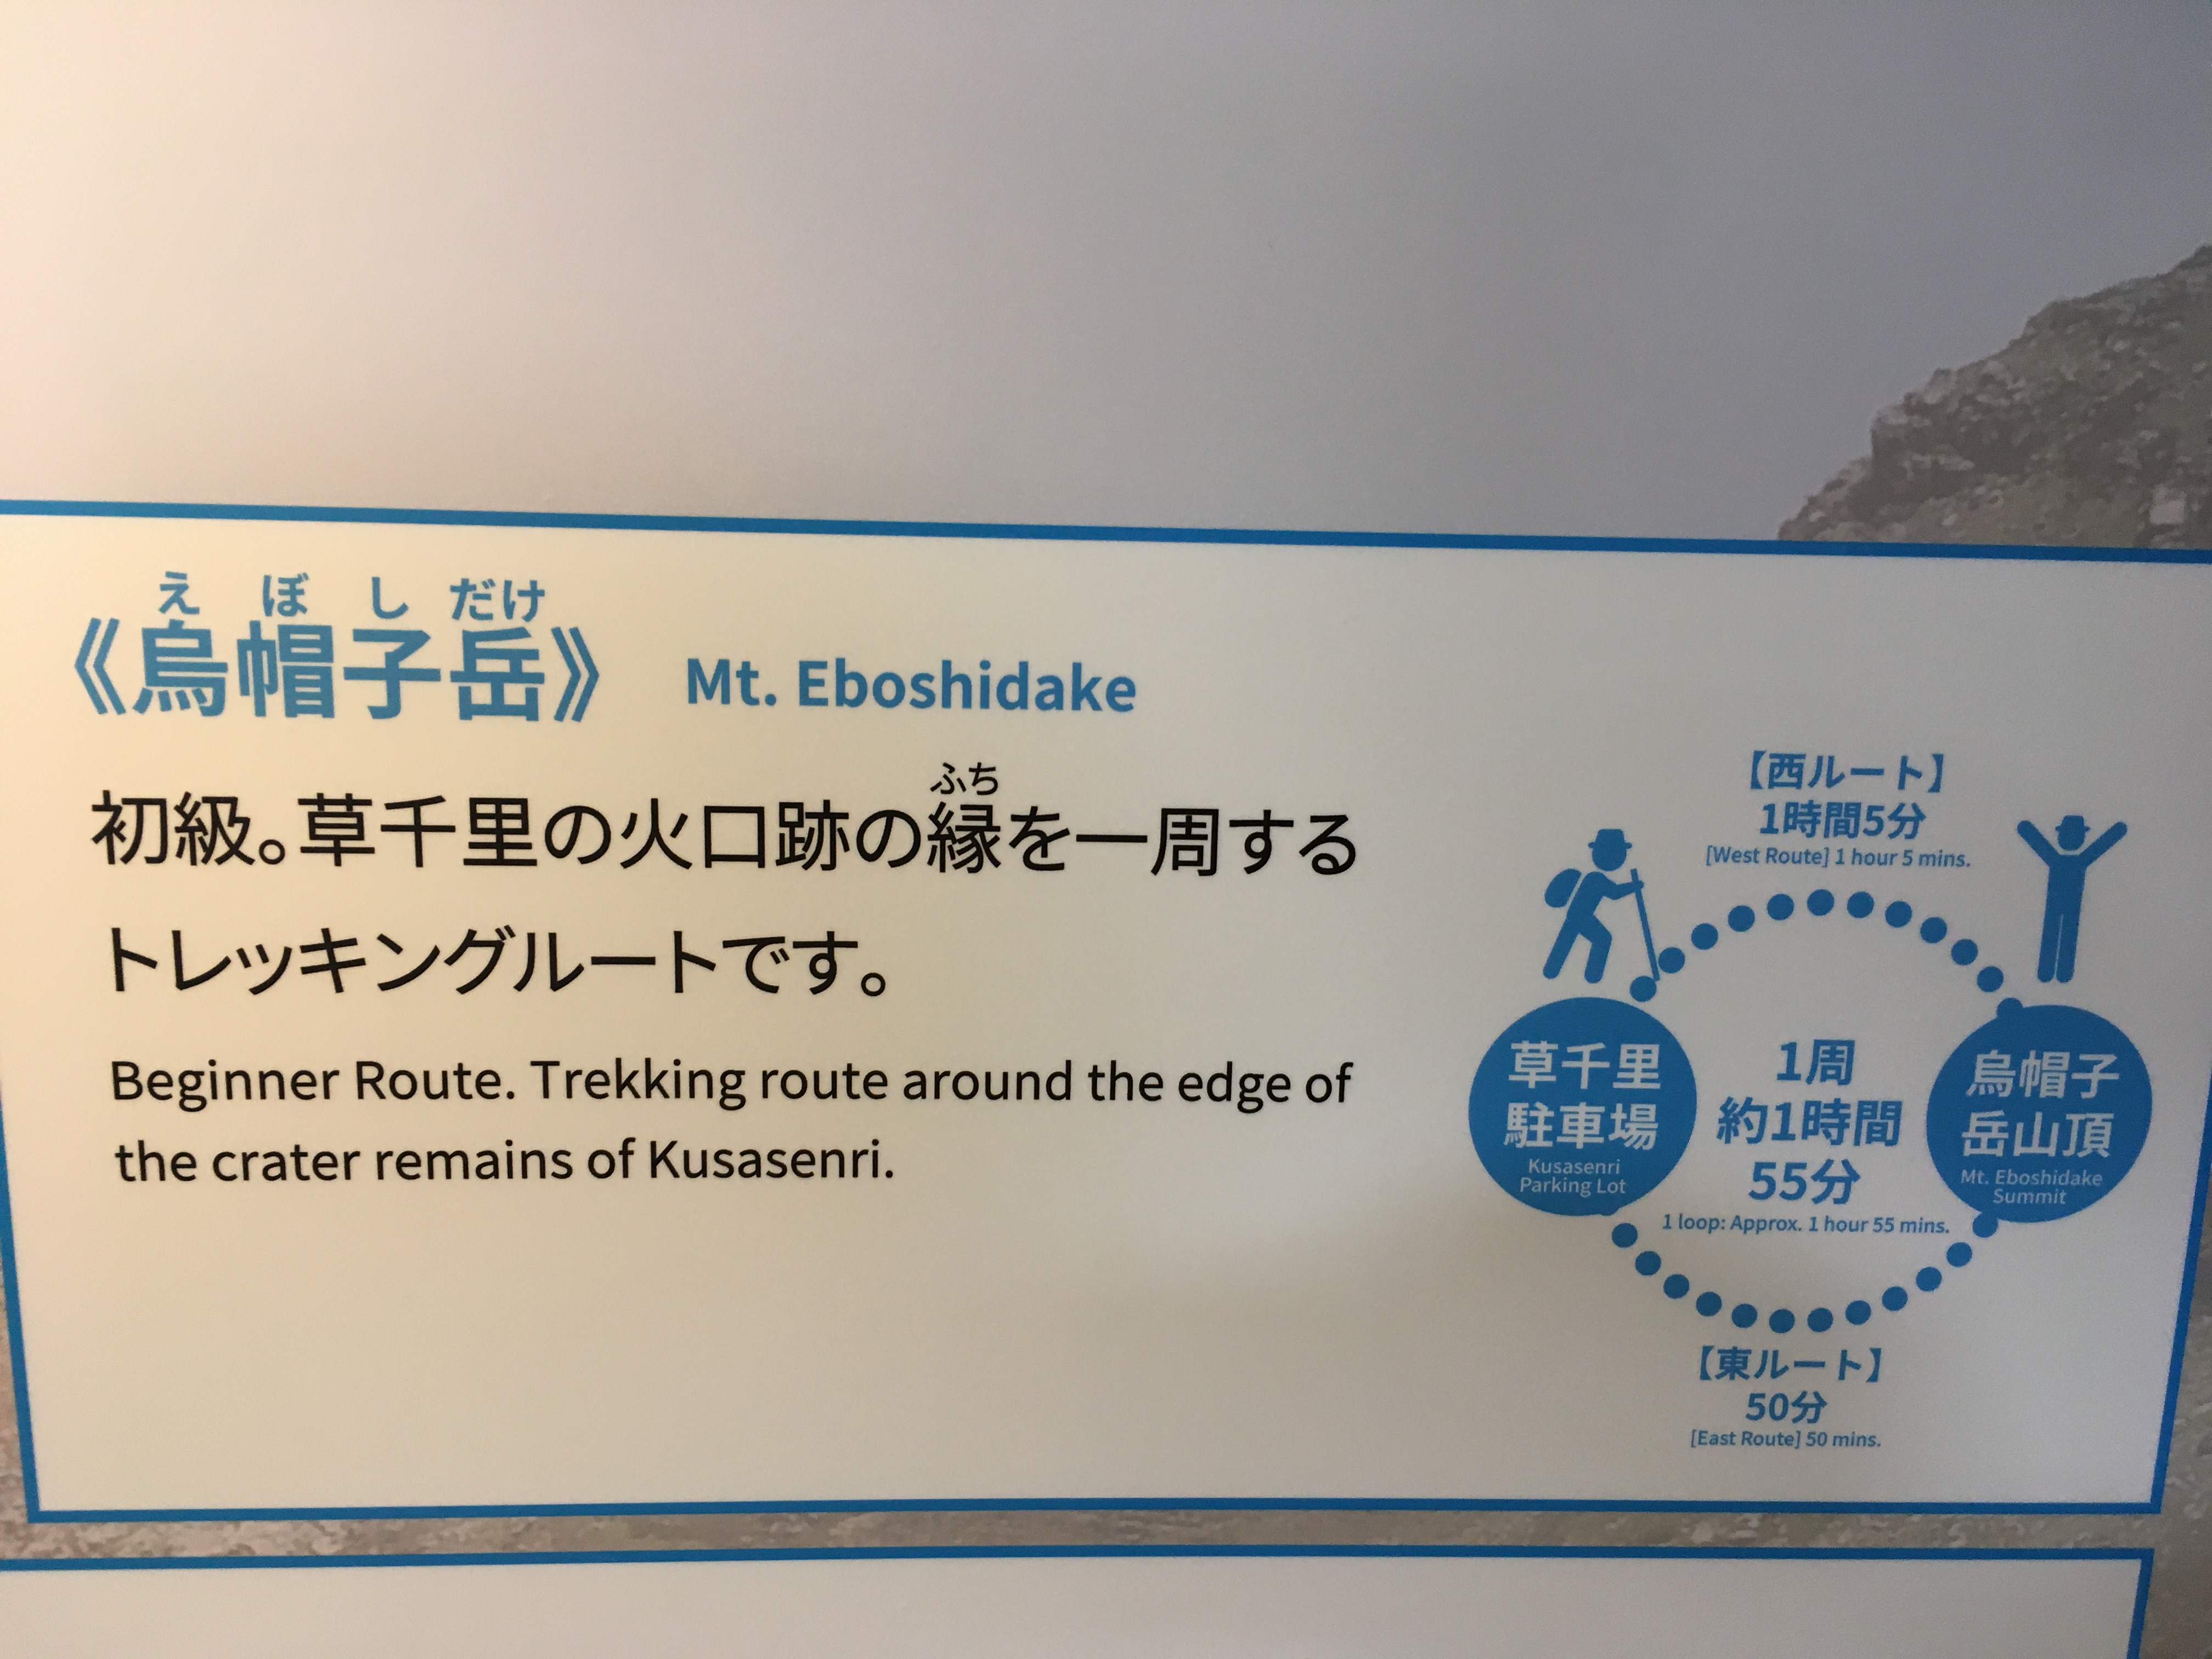 えぼしだけ
《烏帽子岳》 Mt. Eboshidake
ふち
初級。草千里の火口跡の縁を一周する
トレッキングルートです。
Beginner Route. Trekking route around the edge of
the crater remains of Kusasenri.
【西ルート】
1時間5分
[West Route] 1 hour 5 mins.
草千里
駐車場
Kusasenri
Parking Lot
1周
約1時間
55分
1 loop: Approx. 1 hour 55 mins.
烏帽子
岳山頂
Mt. Eboshidake
Summit
【東ルート】
50分
[East Route] 50 mins.